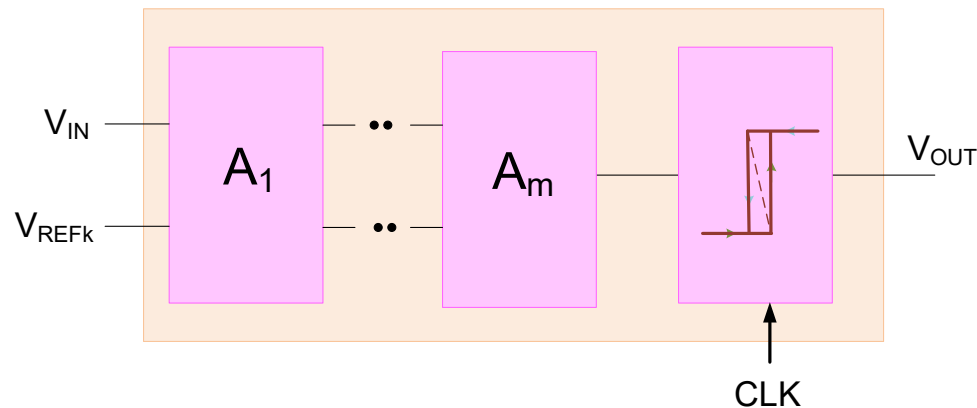 V_IN
V_REFk
A_1
A_m
V_OUT
CLK